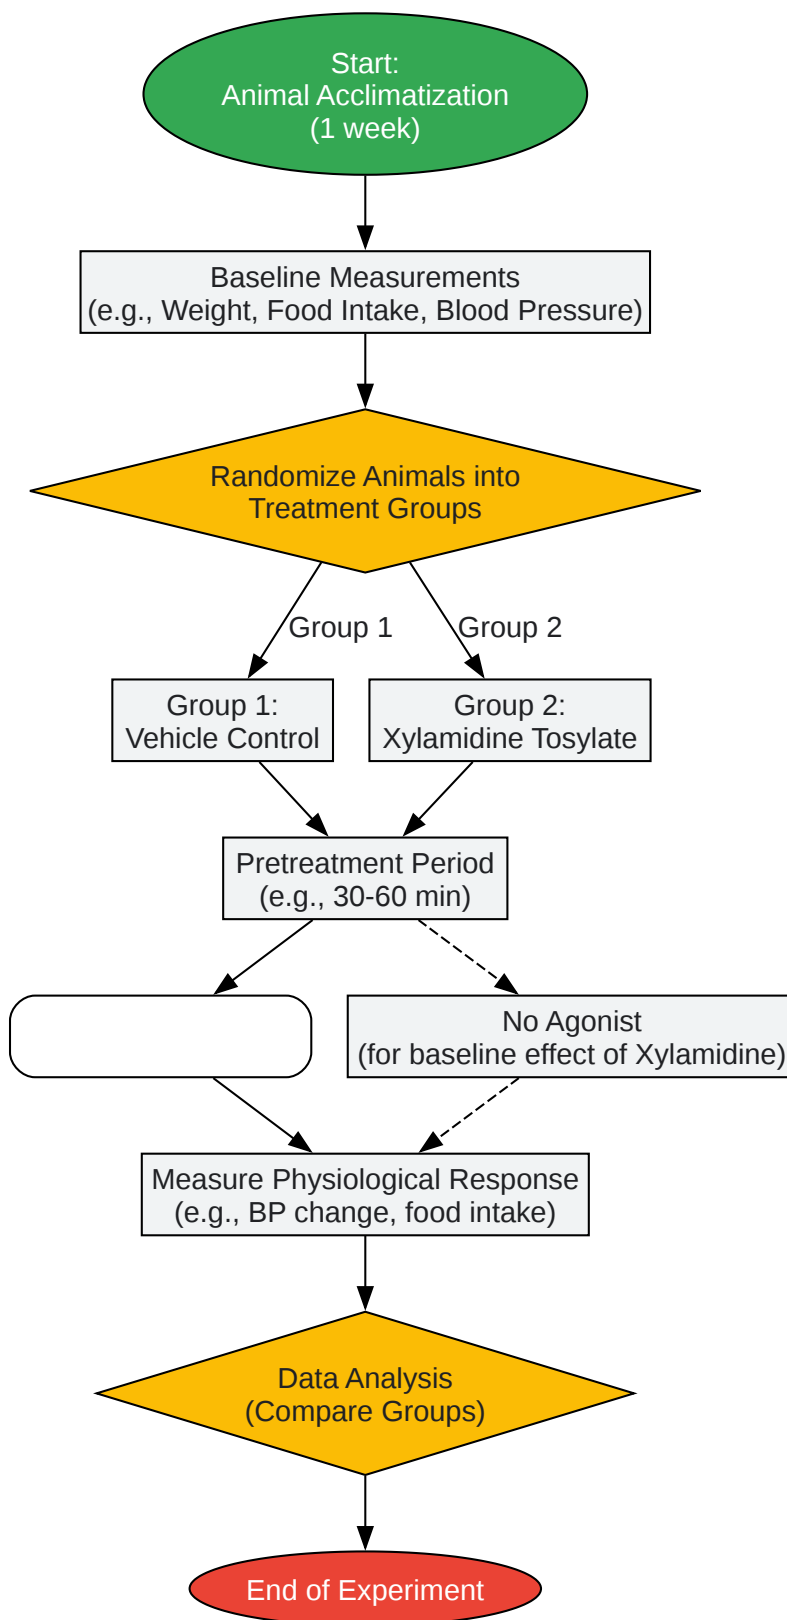 Start:
Animal Acclimatization
(1 week)
Baseline Measurements
(e.g., Weight, Food Intake, Blood Pressure)
Randomize Animals into
Treatment Groups
Group 1
Group 2
Group 1:
Vehicle Control
Group 2:
Xylamidine Tosylate
Pretreatment Period
(e.g., 30-60 min)
No Agonist
(for baseline effect of Xylamidine)
Measure Physiological Response
(e.g., BP change, food intake)
Data Analysis
(Compare Groups)
End of Experiment